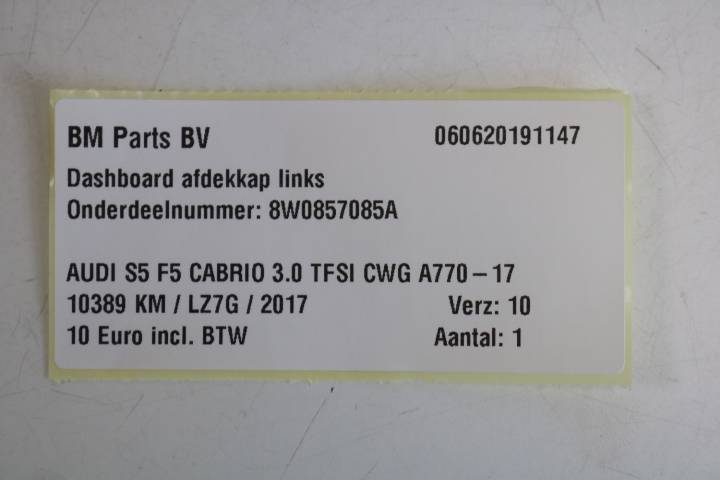 BM Parts BV 060620191147
Dashboard afdekkap links
Onderdeelnummer: 8W0857085A
AUDI S5 F5 CABRIO 3.0 TFSI CWG A770-17
10389 KM / LZ7G / 2017 Verz: 10
10 Euro incl. BTW Aantal: 1